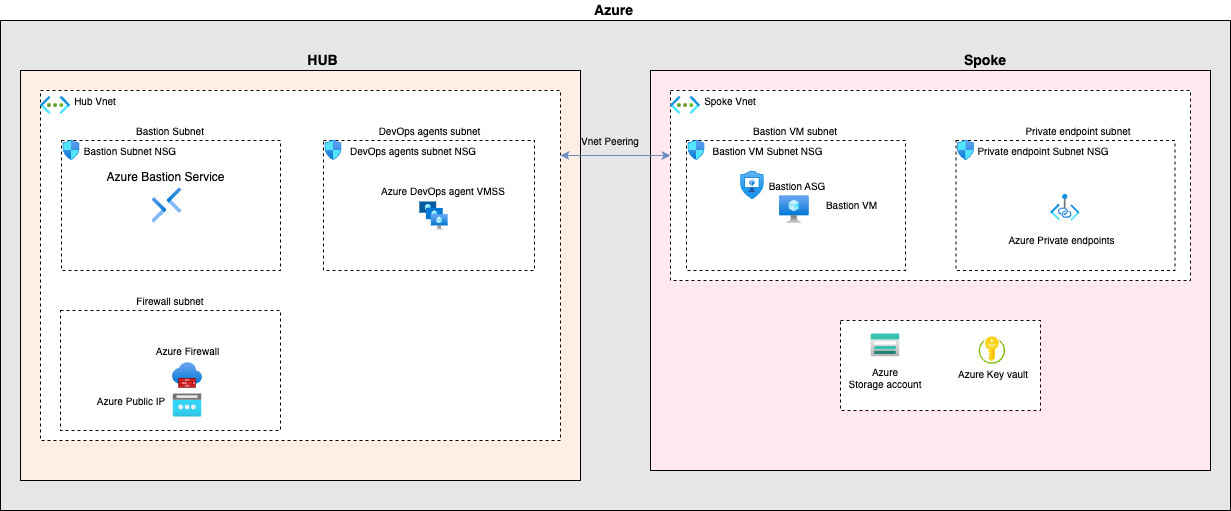 Azure
HUB
Spoke
Hub Vnet
Spoke Vnet
Bastion Subnet
DevOps agents subnet
Vnet Peering
Bastion VM subnet
Private endpoint subnet
Bastion Subnet NSG
DevOps agents subnet NSG
Bastion VM Subnet NSG
Private endpoint Subnet NSG
Azure Bastion Service
Azure DevOps agent VMSS
Bastion ASG
Bastion VM
Azure Private endpoints
Firewall subnet
Azure Firewall
Azure Public IP
Azure
Storage account
Azure Key vault